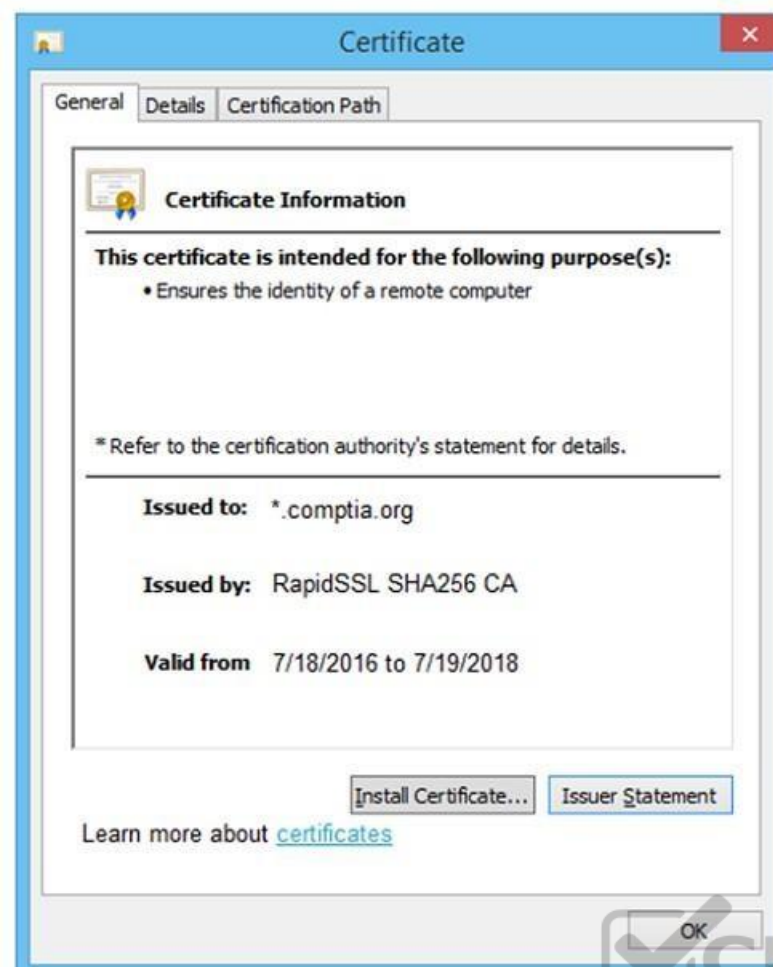 Certificate
General Details Certification Path
Certificate Information
This certificate is intended for the following purpose(s):
• Ensures the identity of a remote computer
* Refer to the certification authority's statement for details.
Issued to: *.comptia.org
Issued by: RapidSSL SHA256 CA
Valid from 7/18/2016 to 7/19/2018
Install Certificate... Issuer Statement
Learn more about certificates
OK